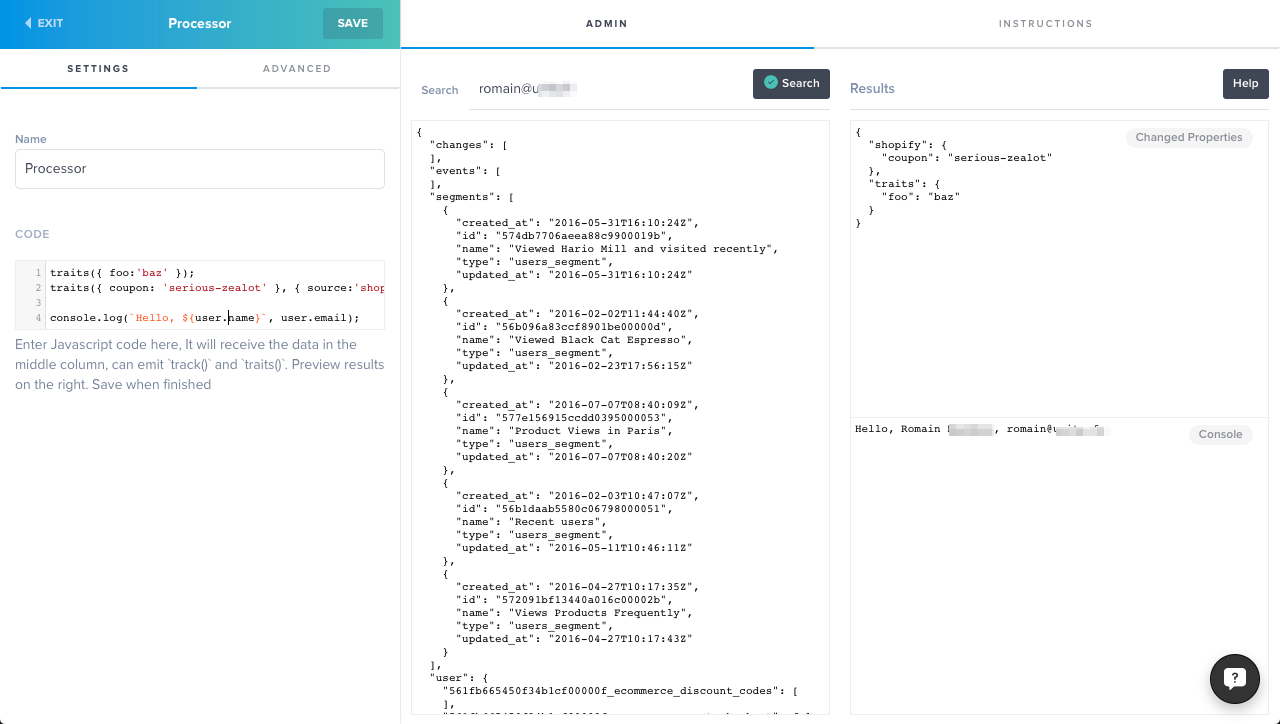 EXIT
Processor
SAVE
SETTINGS
ADVANCED
Name
Processor
CODE
1 traits({ foo:'baz' });
2 traits({ coupon: 'serious-zealot' }, { source:'shop
3
4 console.log(`Hello, ${user.name}`, user.email);
Enter Javascript code here, It will receive the data in the
middle column, can emit `track()` and `traits()`. Preview results
on the right. Save when finished
ADMIN
INSTRUCTIONS
Search
romain@u
Search
{
"changes": [
],
"events": [
],
"segments": [
{
"created_at": "2016-05-31T16:10:24Z",
"id": "574db7706aeea88c9900019b",
"name": "Viewed Hario Mill and visited recently",
"type": "users_segment",
"updated_at": "2016-05-31T16:10:24Z"
},
{
"created_at": "2016-02-02T11:44:40Z",
"id": "56b096a83ccf8901be00000d",
"name": "Viewed Black Cat Espresso",
"type": "users_segment",
"updated_at": "2016-02-23T17:56:15Z"
},
{
"created_at": "2016-07-07T08:40:09Z",
"id": "577e156915ccdd0395000053",
"name": "Product Views in Paris",
"type": "users_segment",
"updated_at": "2016-07-07T08:40:20Z"
},
{
"created_at": "2016-02-03T10:47:07Z",
"id": "56b1daab5580c06798000051",
"name": "Recent users",
"type": "users_segment",
"updated_at": "2016-05-11T10:46:11Z"
},
{
"created_at": "2016-04-27T10:17:35Z",
"id": "572091bf13440a016c00002b",
"name": "Views Products Frequently",
"type": "users_segment",
"updated_at": "2016-04-27T10:17:43Z"
}
],
"user": {
"561fb665450f34b1cf00000f_ecommerce_discount_codes": [
],
Results
Help
Changed Properties
{
"shopify": {
"coupon": "serious-zealot"
},
"traits": {
"foo": "baz"
}
}
Hello, Romain , romain@
Console